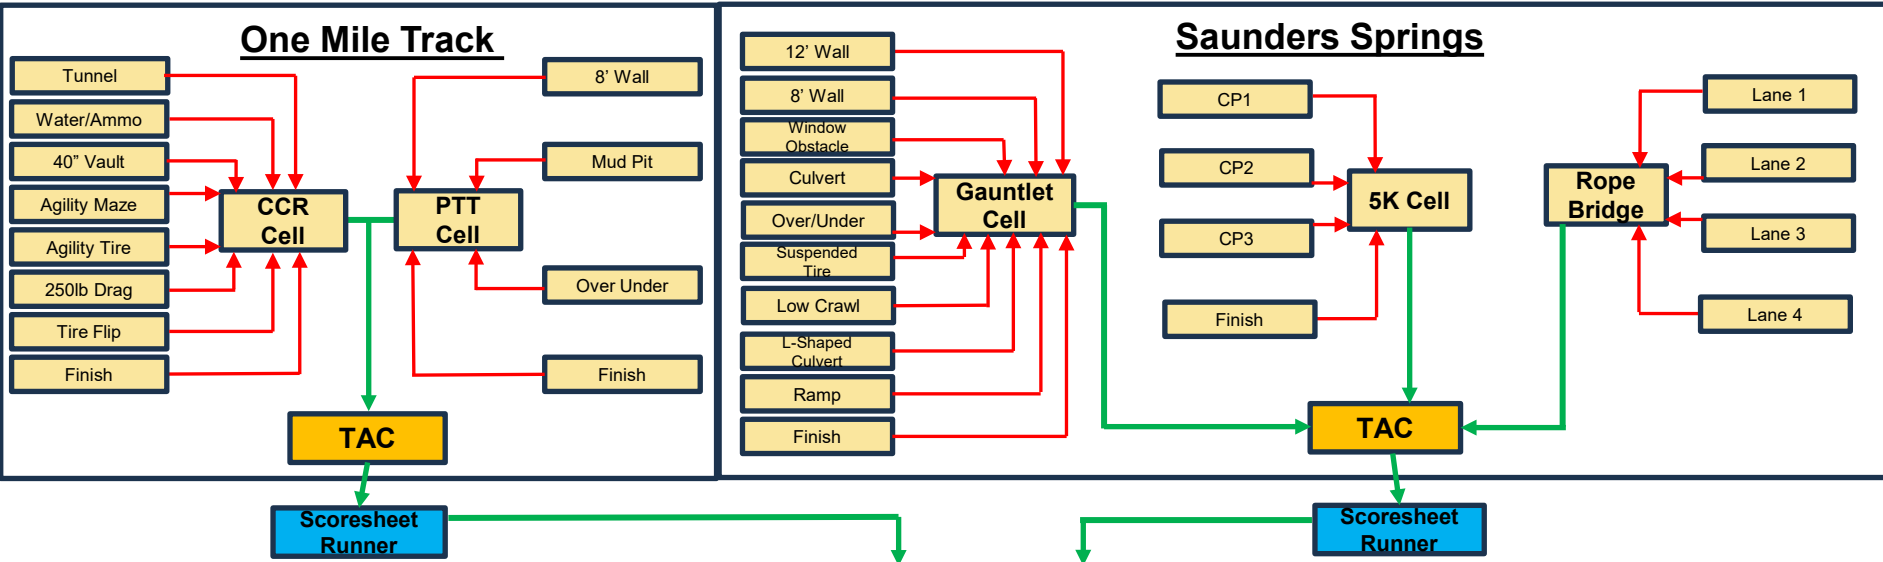 One Mile Track
Tunnel
Water/Ammo
40” Vault
Agility Maze
Agility Tire
250lb Drag
Tire Flip
Finish
CCR
Cell
PTT
Cell
8’ Wall
Mud Pit
Over Under
Finish
TAC
Scoresheet
Runner
Saunders Springs
12’ Wall
8’ Wall
Window
Obstacle
Culvert
Over/Under
Suspended
Tire
Low Crawl
L-Shaped
Culvert
Ramp
Finish
Gauntlet
Cell
CP1
CP2
CP3
Finish
5K Cell
Rope
Bridge
Lane 1
Lane 2
Lane 3
Lane 4
TAC
Scoresheet
Runner